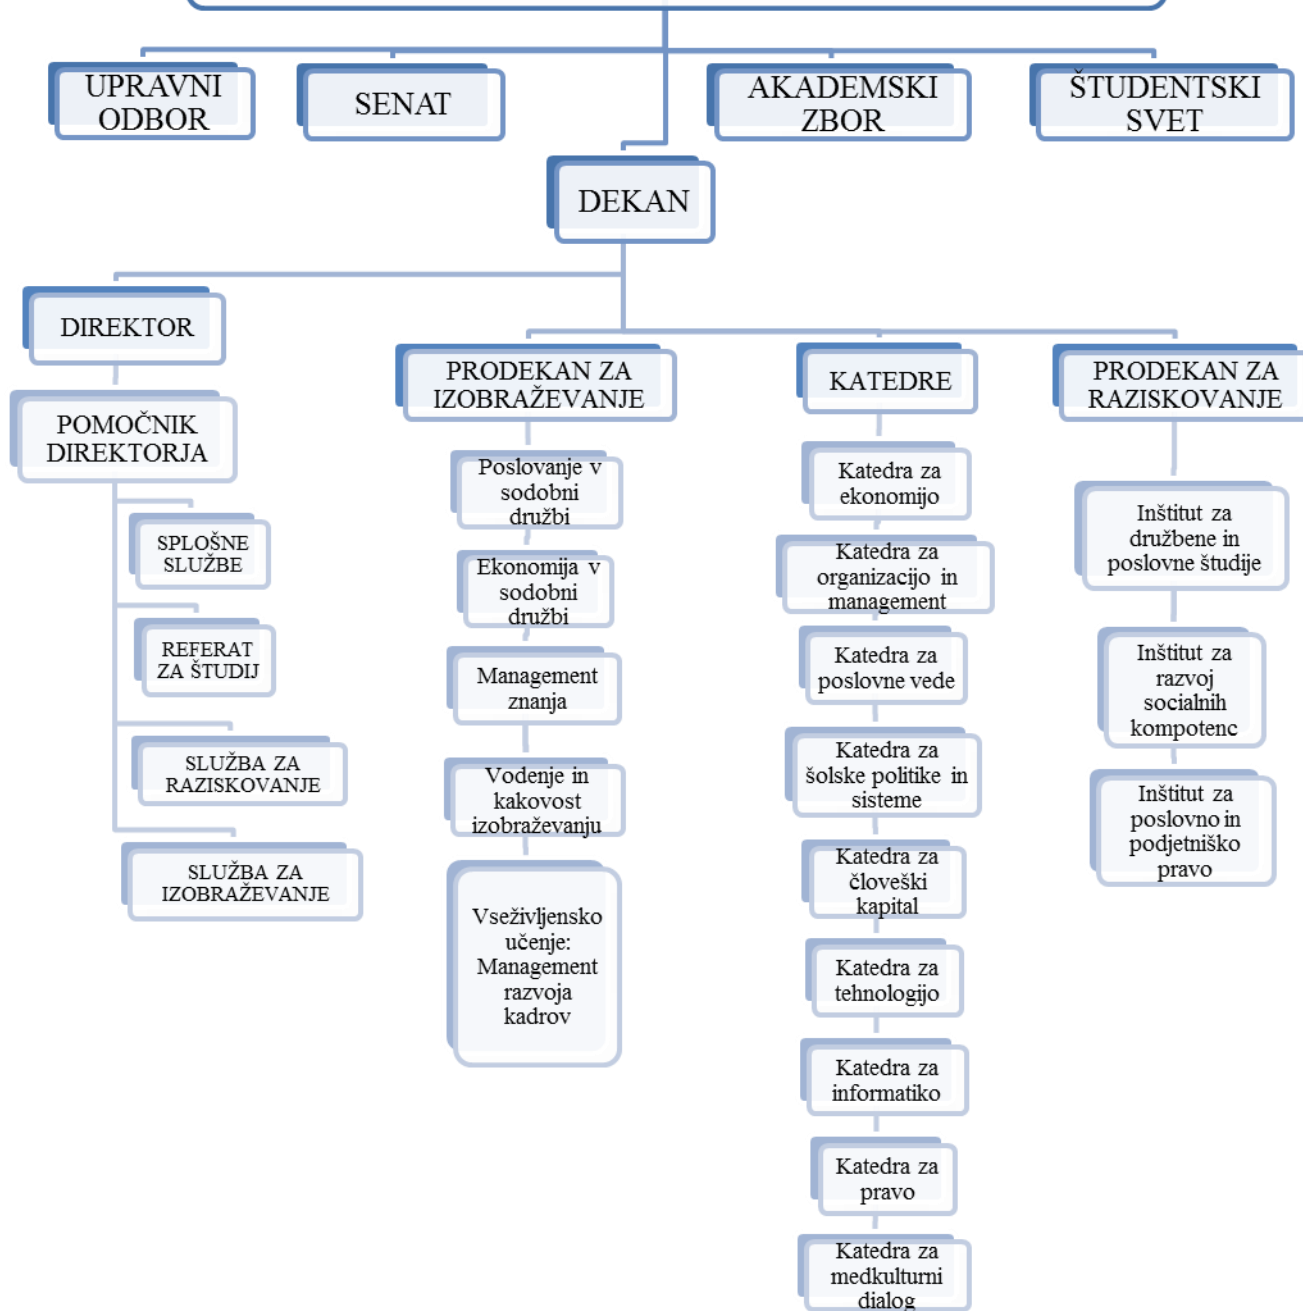 UPRAVNI
ODBOR
SENAT
AKADEMSKI
ZBOR
ŠTUDENTSKI
SVET
DEKAN
DIREKTOR
POMOČNIK
DIREKTORJA
SPLOŠNE
SLUŽBE
REFERAT
ZA ŠTUDIJ
SLUŽBA ZA
RAZISKOVANJE
SLUŽBA ZA
IZOBRAŽEVANJE
PRODEKAN ZA
IZOBRAŽEVANJE
Poslovanje v
sodobni
družbi
Ekonomija v
sodobni
družbi
Management
znanja
Vodenje in
kakovost
izobraževanju
Vseživljensko
učenje:
Management
razvoja
kadrov
KATEDRE
Katedra za
ekonomijo
Katedra za
organizacijo in
management
Katedra za
poslovne vede
Katedra za
šolske politike in
sisteme
Katedra za
človeški
kapital
Katedra za
tehnologijo
Katedra za
informatiko
Katedra za
pravo
Katedra za
medkulturni
dialog
PRODEKAN ZA
RAZISKOVANJE
Inštitut za
družbene in
poslovne študije
Inštitut za
razvoj
socialnih
kompotenc
Inštitut za
poslovno in
podjetniško
pravo